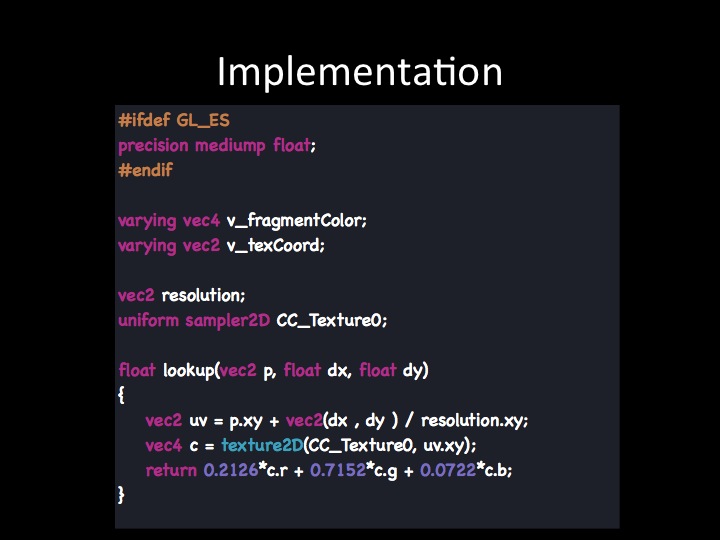 Implementation
#ifdef GL_ES
precision mediump float;
#endif
varying vec4 v_fragmentColor;
varying vec2 v_texCoord;
vec2 resolution;
uniform sampler2D CC_Texture0;
float lookup(vec2 p, float dx, float dy)
{
vec2 uv = p.xy + vec2(dx , dy ) / resolution.xy;
vec4 c = texture2D(CC_Texture0, uv.xy);
return 0.2126*c.r + 0.7152*c.g + 0.0722*c.b;
}